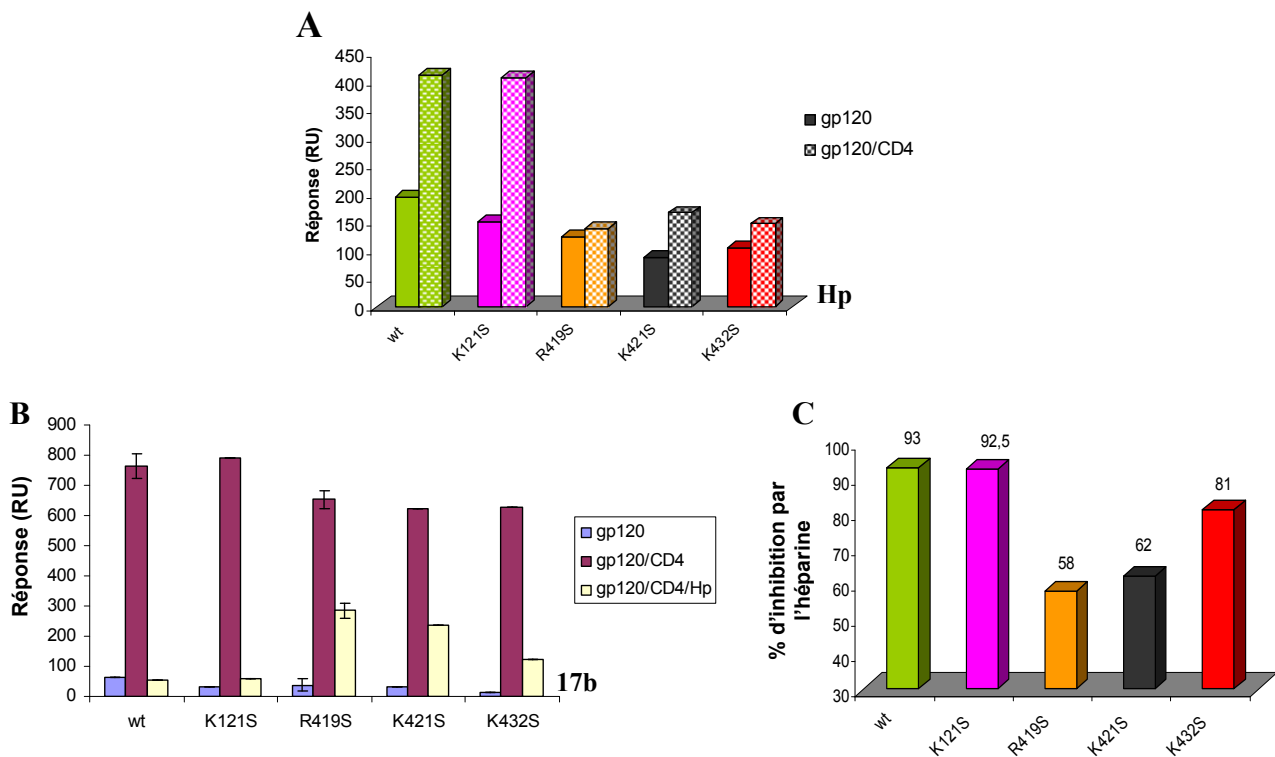 A
Réponse (RU)
450
400
350
300
250
200
150
100
50
0
wt
K121S
R419S
K421S
K432S
Hp
gp120
gp120/CD4
B
Réponse (RU)
900
800
700
600
500
400
300
200
100
0
wt
K121S
R419S
K421S
K432S
17b
gp120
gp120/CD4
gp120/CD4/Hp
C
% d'inhibition par
l'héparine
100
90
80
70
60
50
40
30
93
92,5
58
62
81
wt
K121S
R419S
K421S
K432S